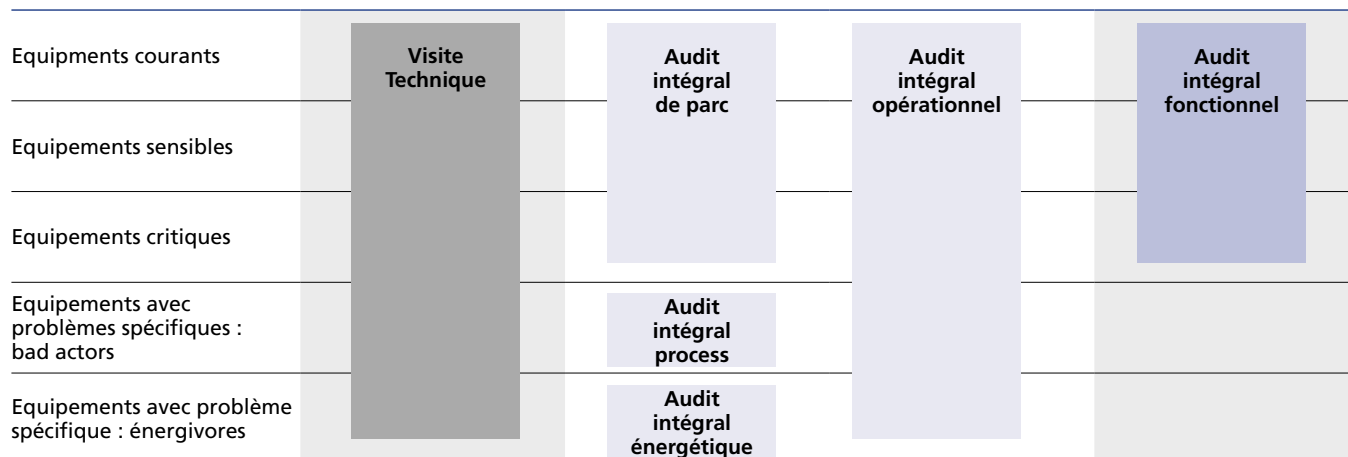 Equipments courants
Visite
Technique
Audit
intégral
de parc
Audit
intégral
opérationnel
Audit
intégral
fonctionnel
Equipements sensibles
Equipements critiques
Equipements avec
problèmes spécifiques :
bad actors
Audit
intégral
process
Equipements avec problème
spécifique : énergivores
Audit
intégral
énergétique